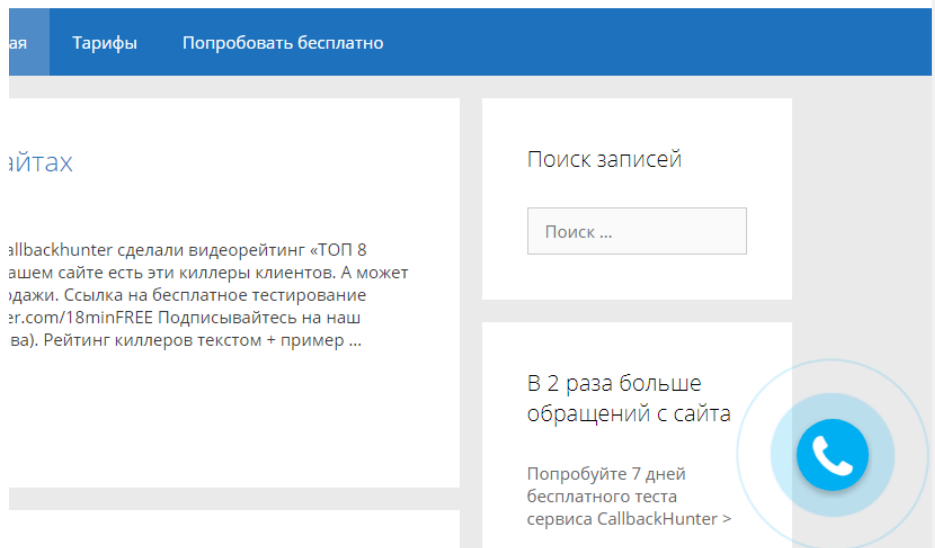 ая Тарифы Попробовать бесплатно
айтах
allbackhunter сделали видеорейтинг «ТОП 8
ашем сайте есть эти киллеры клиентов. А может
одажи. Ссылка на бесплатное тестирование
er.com/18minFREE Подписывайтесь на наш
ва). Рейтинг киллеров текстом + пример ...
Поиск записей
Поиск ...
В 2 раза больше
обращений с сайта
Попробуйте 7 дней
бесплатного теста
сервиса CallbackHunter >